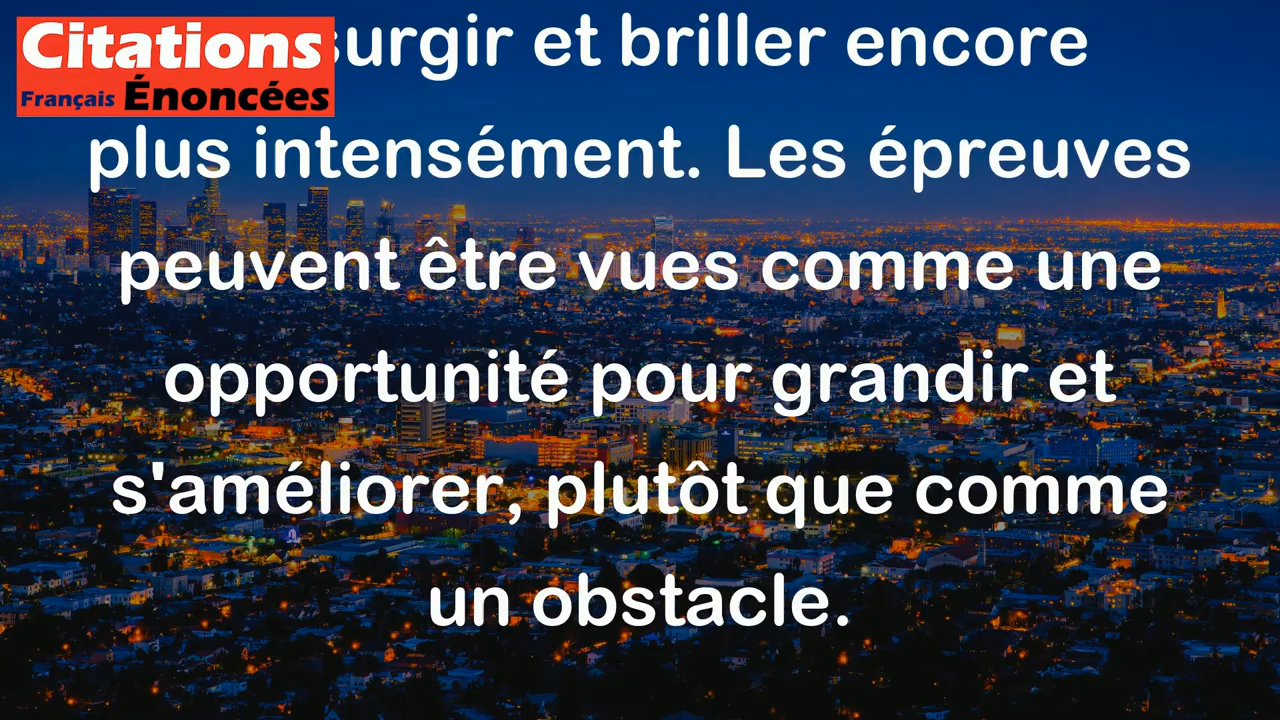 Citations
Français Énoncées
surgir et briller encore
plus intensément. Les épreuves
peuvent être vues comme une
opportunité pour grandir et
s'améliorer, plutôt que comme
un obstacle.